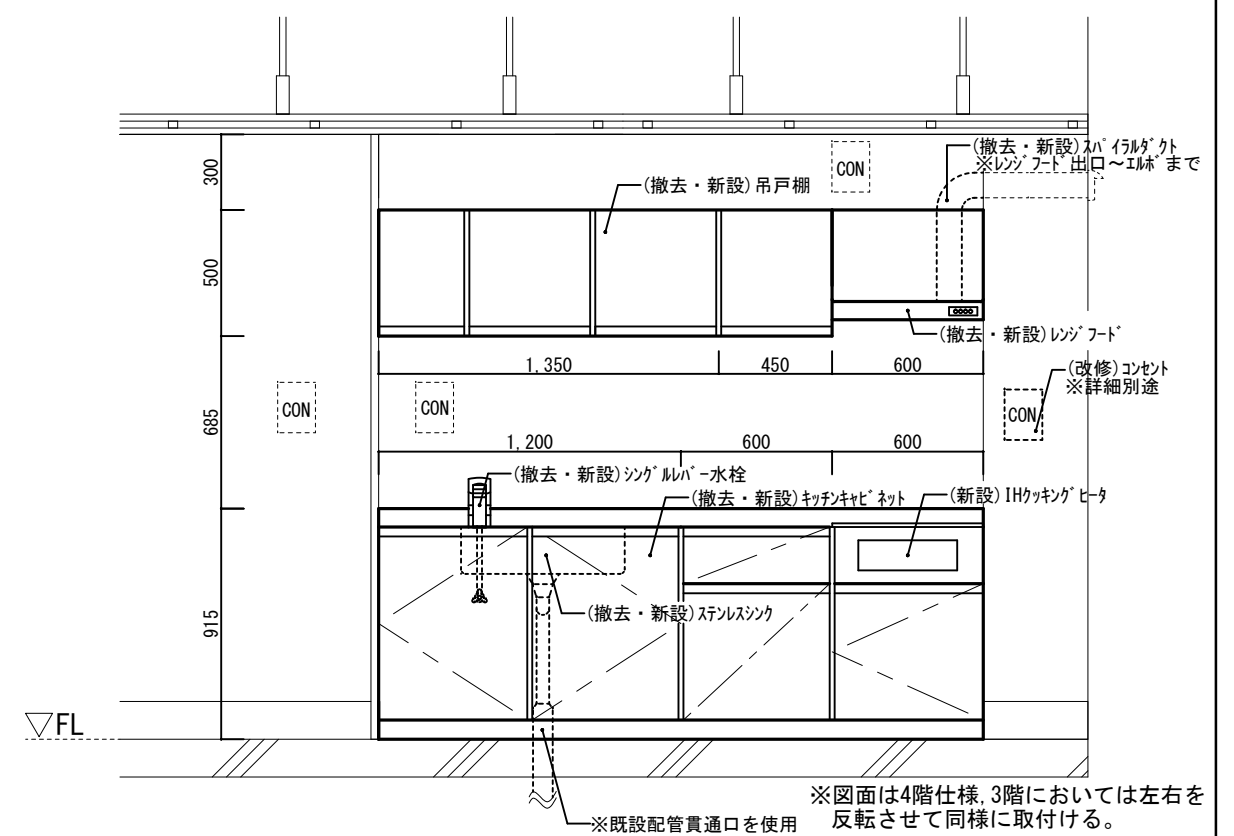 (撤去・新設)スパイラルダクト
※レンジフード出口～エルボまで
CON
300
(撤去・新設)吊戸棚
500
(撤去・新設)レンジフード
1,350
450
600
(改修)コンセント
※詳細別途
CON
CON
CON
685
1,200
600
600
(撤去・新設)シングルレバー水栓
(撤去・新設)キッチンキャビネット
(新設)IHクッキングヒータ
(撤去・新設)ステンレスシンク
915
▽FL
※図面は4階仕様,3階においては左右を
反転させて同様に取付ける。
※既設配管貫通口を使用